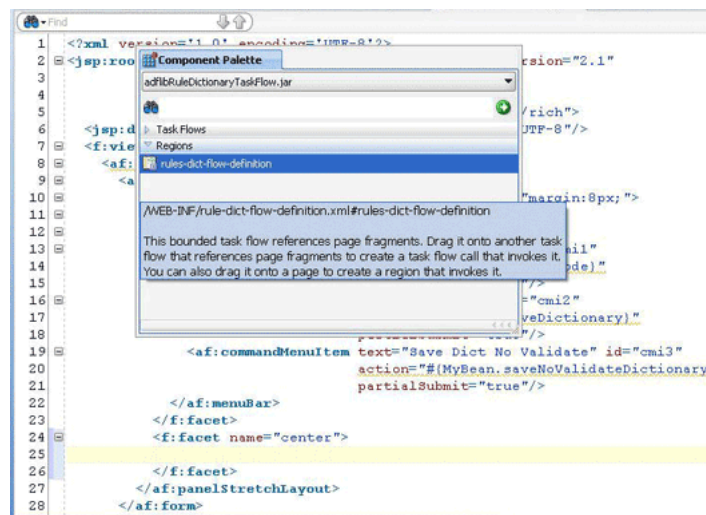 Find
1 <?xml version='1.0' encoding='UTF-8'?>
2 <jsp:roo rsion="2.1"
Component Palette
3
adflibRuleDictionaryTaskFlow.jar
4
5 /rich">
6 <jsp:d UTF-8"/>
Task Flows
7 <f:vie
Regions
8 <af:
rules-dict-flow-definition
9 <a
10 "margin:8px;">
11
/WEB-INF/rule-dict-flow-definition.xml#rules-dict-flow-definition
12
13 mi1"
This bounded task flow references page fragments. Drag it onto another task
flow that references page fragments to create a task flow call that invokes it.
You can also drag it onto a page to create a region that invokes it.
14 ode}"
15 "/>
16 ="cmi2"
17 veDictionary}"
18
19 <af:commandMenuItem text="Save Dict No Validate" id="cmi3"
20 action="#{MyBean.saveNoValidateDictionary
21 partialSubmit="true"/>
22 </af:menuBar>
23 </f:facet>
24 <f:facet name="center">
25
26 </f:facet>
27 </af:panelStretchLayout>
28 </af:form>